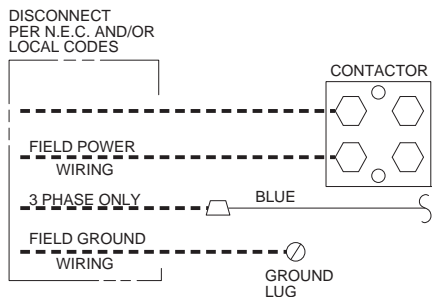 DISCONNECT
PER N.E.C. AND/OR
LOCAL CODES
CONTACTOR
FIELD POWER
WIRING
3 PHASE ONLY
BLUE
FIELD GROUND
WIRING
GROUND
LUG